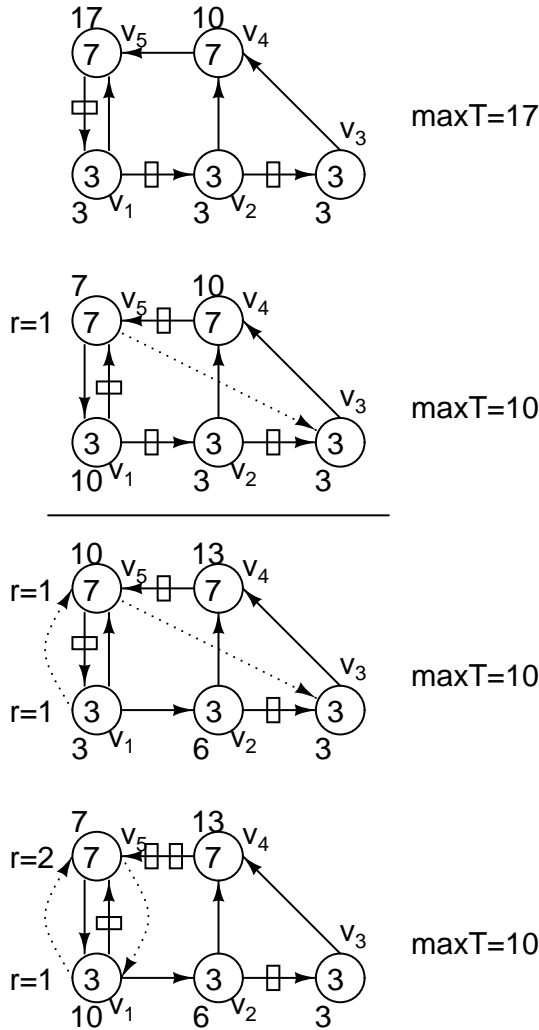 17 10
7 v5 7 v4
maxT=17
v3
3 3 3
3 v1 3 v2 3
7 10
r=1 7 v5 7 v4
v3
maxT=10
3 3 3
10 v1 3 v2 3
10 13
r=1 7 v5 7 v4
v3
maxT=10
r=1 3 3 3
3 v1 6 v2 3
7 13
r=2 7 v5 7 v4
v3
maxT=10
r=1 3 3 3
10 v1 6 v2 3